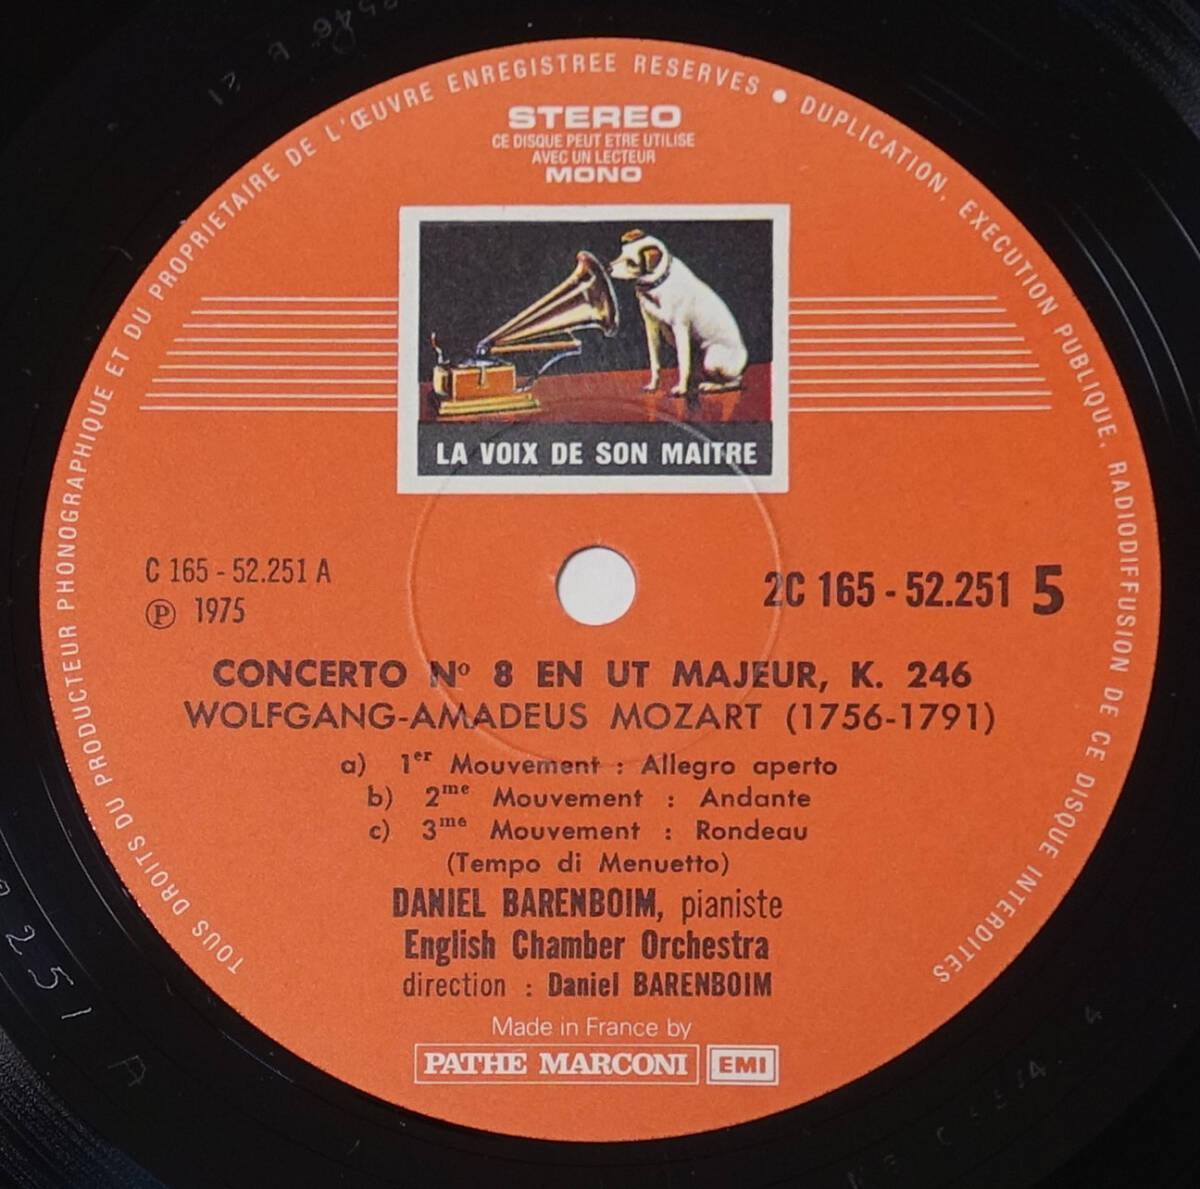 TOUS DROITS DU PRODUCTEUR PHONOGRAPHIQUE ET DU PROPRIETAIRE DE L'ŒUVRE ENREGISTREE RESERVES • DUPLICATION, EXECUTION PUBLIQUE, RADIODIFFUSION DE CE DISQUE INTERDITES
STEREO
CE DISQUE PEUT ETRE UTILISE
AVEC UN LECTEUR
MONO
LA VOIX DE SON MAITRE
C 165 - 52.251 A
℗ 1975
2C 165 - 52.251 5
CONCERTO Nº 8 EN UT MAJEUR, K. 246
WOLFGANG-AMADEUS MOZART (1756-1791)
a) 1er Mouvement : Allegro aperto
b) 2me Mouvement : Andante
c) 3me Mouvement : Rondeau
(Tempo di Menuetto)
DANIEL BARENBOIM, pianiste
English Chamber Orchestra
direction : Daniel BARENBOIM
Made in France by
PATHE MARCONI EMI
251 A